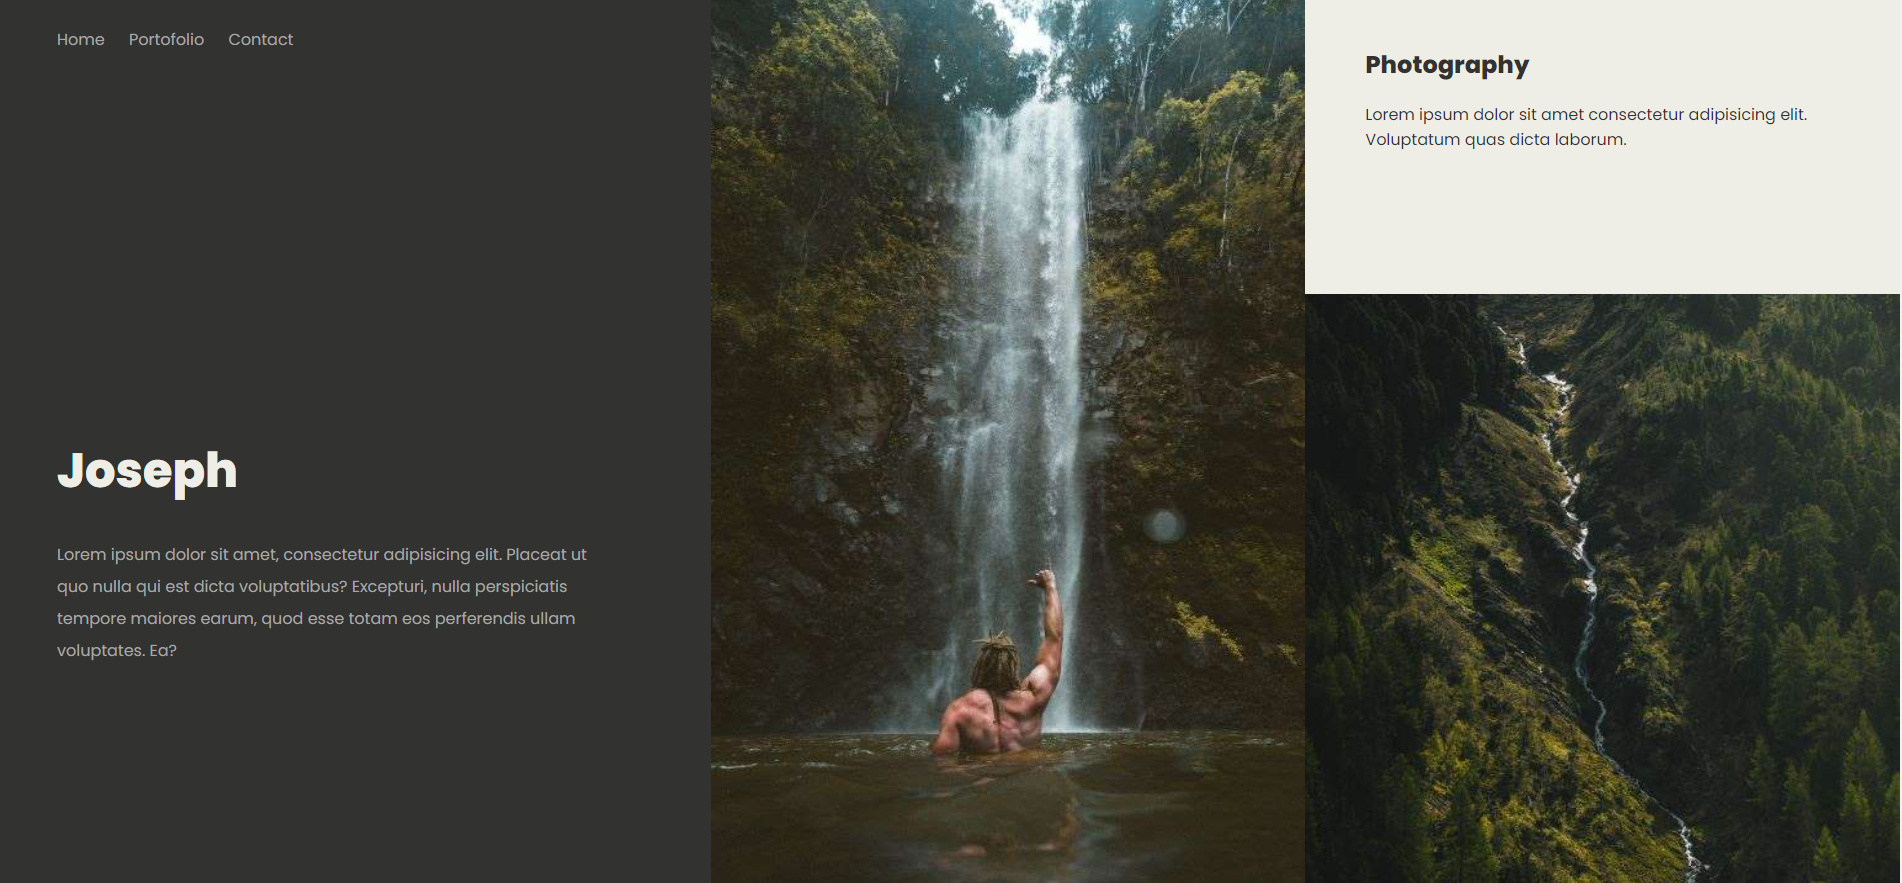 Home Portofolio Contact
Joseph
Lorem ipsum dolor sit amet, consectetur adipisicing elit. Placeat ut
quo nulla qui est dicta voluptatibus? Excepturi, nulla perspiciatis
tempore maiores earum, quod esse totam eos perferendis ullam
voluptates. Ea?
Photography
Lorem ipsum dolor sit amet consectetur adipisicing elit.
Voluptatum quas dicta laborum.